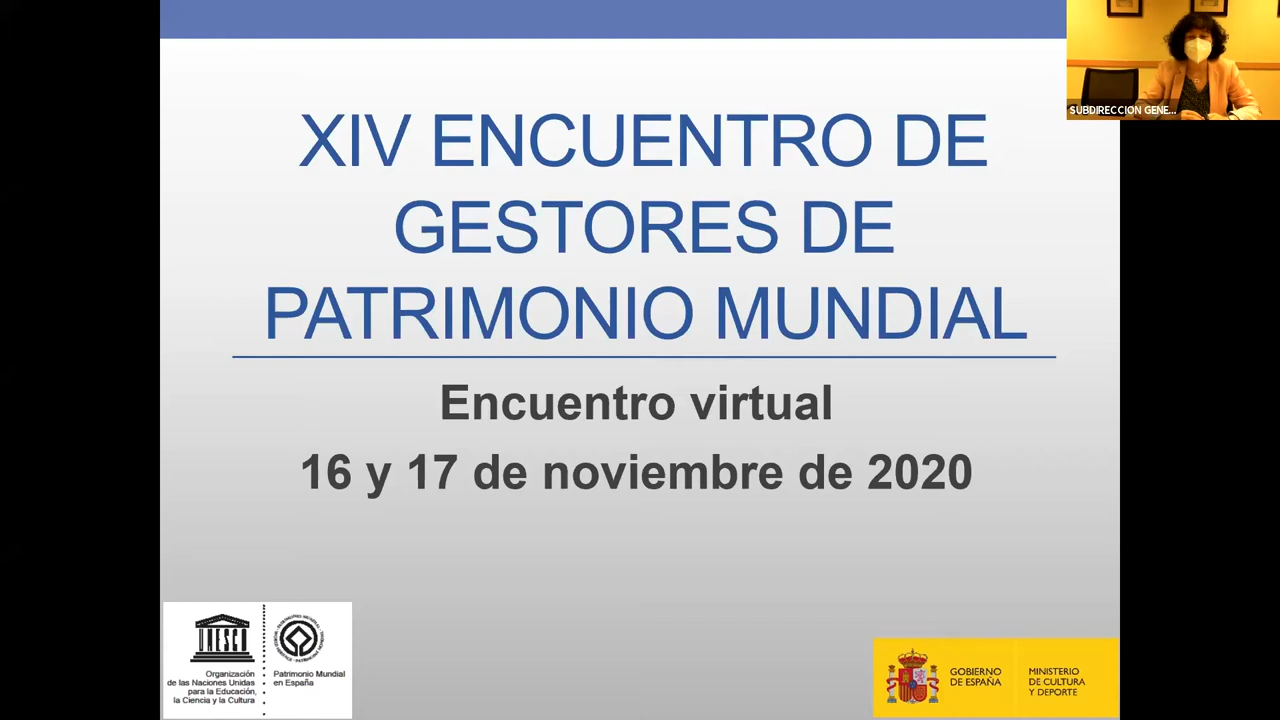 SUBDIRECCION GENE...
XIV ENCUENTRO DE
GESTORES DE
PATRIMONIO MUNDIAL
Encuentro virtual
16 y 17 de noviembre de 2020
UNESCO
Organización
de las Naciones Unidas
para la Educación,
la Ciencia y la Cultura
Patrimonio Mundial
en España
GOBIERNO
DE ESPAÑA
MINISTERIO
DE CULTURA
Y DEPORTE